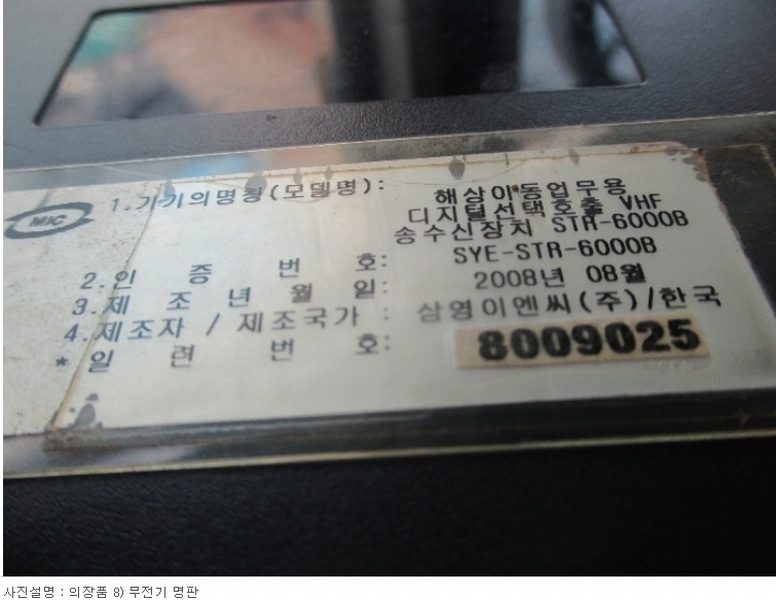 MIC
1.기기의명칭(모델명): 해상이동업무용
디지털선택호출 VHF
송수신장치 STR-6000B
2.인 증 번 호: SYE-STR-6000B
3.제 조 년 월 일: 2008년 08월
4.제조자 / 제조국가 : 삼영이엔씨(주)/한국
* 일 련 번 호: 8009025
사진설명 : 의장품 8) 무전기 명판